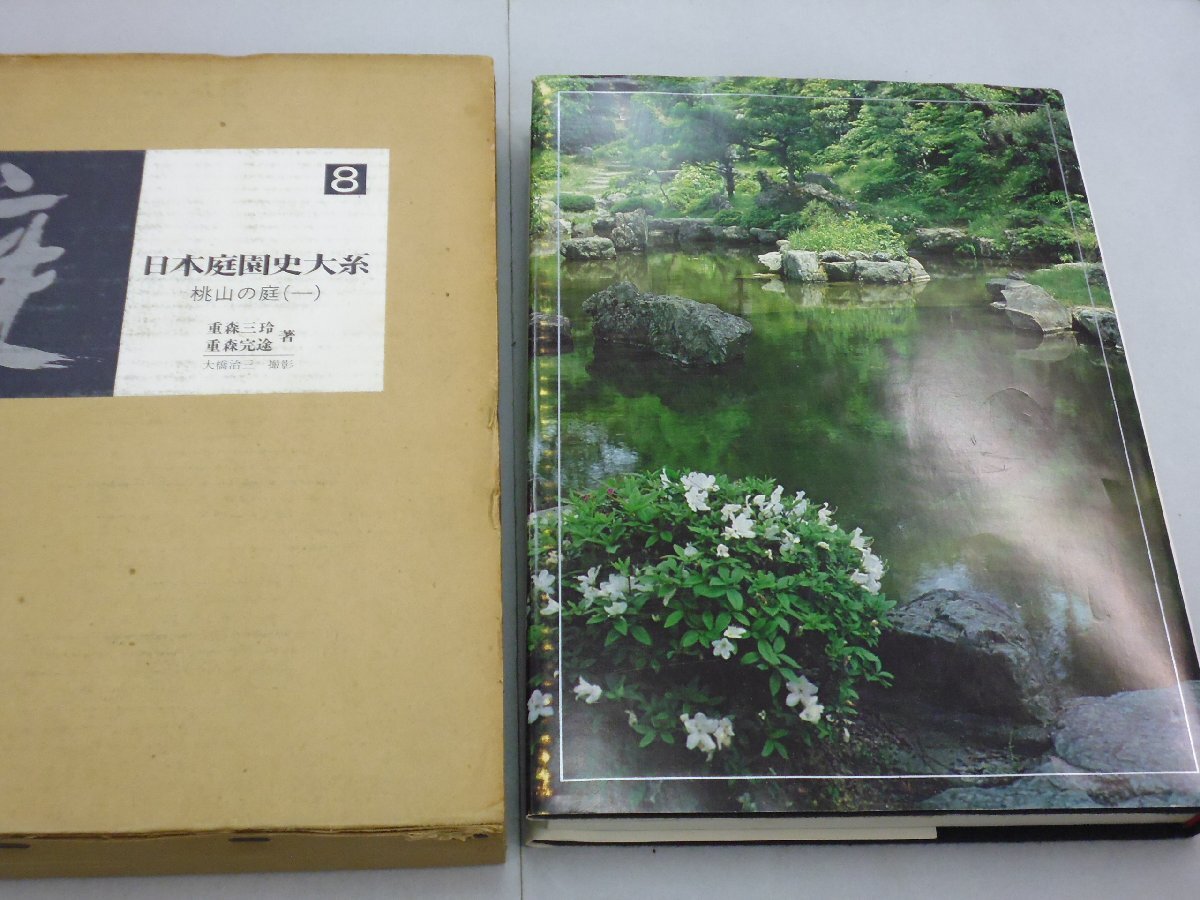 8
日本庭園史大系
桃山の庭(一)
重森三玲
重森完途 著
大橋治三 撮影